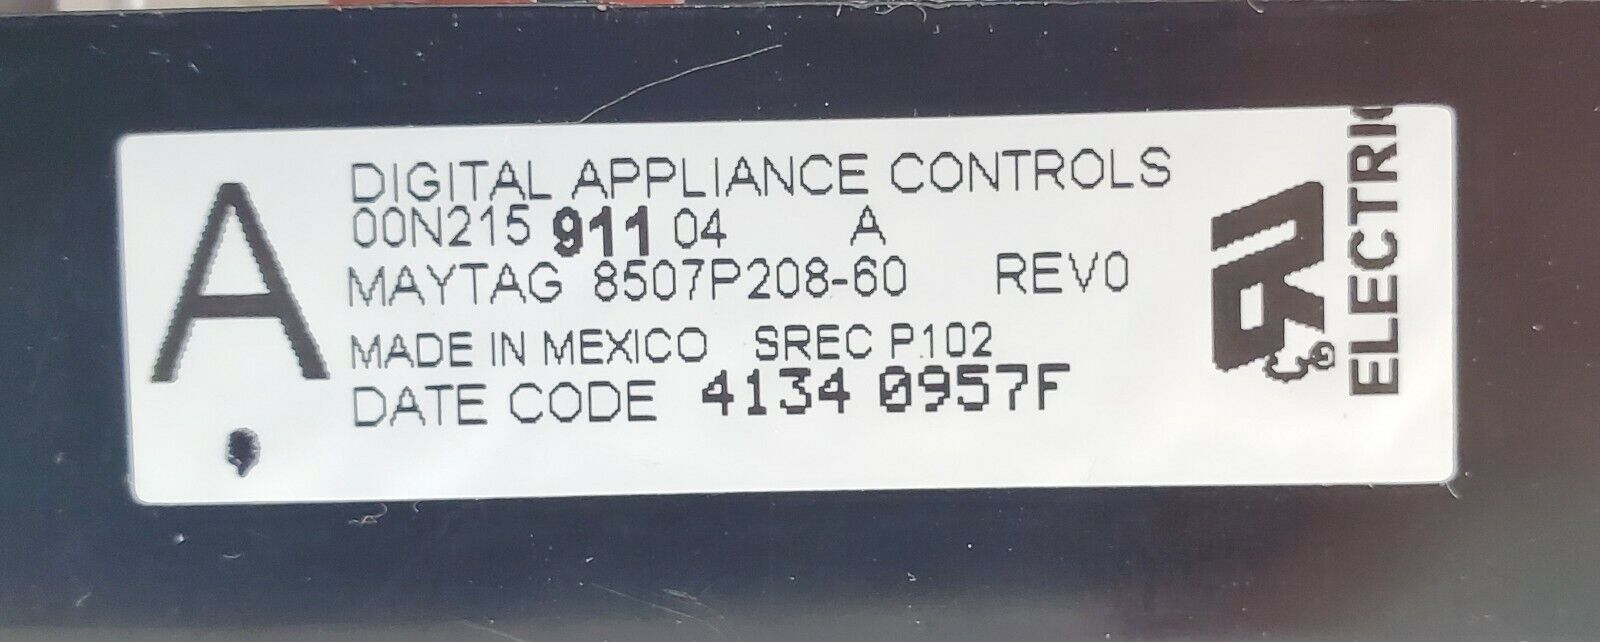 A
DIGITAL APPLIANCE CONTROLS
00N215 911 04 A
MAYTAG 8507P208-60 REV0
MADE IN MEXICO SREC P102
DATE CODE 4134 0957F
ELECTRIC